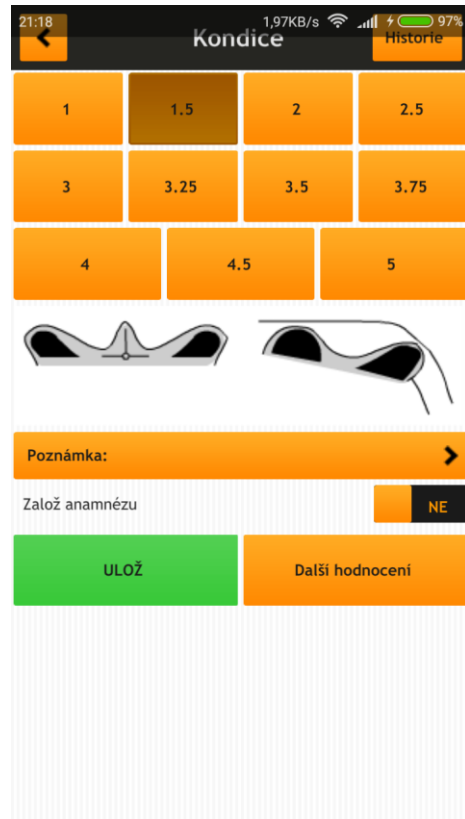 21:18 1,97KB/s 97%
Kondice Historie
1 1.5 2 2.5
3 3.25 3.5 3.75
4 4.5 5
Poznámka:
Založ anamnézu NE
ULOŽ Další hodnocení